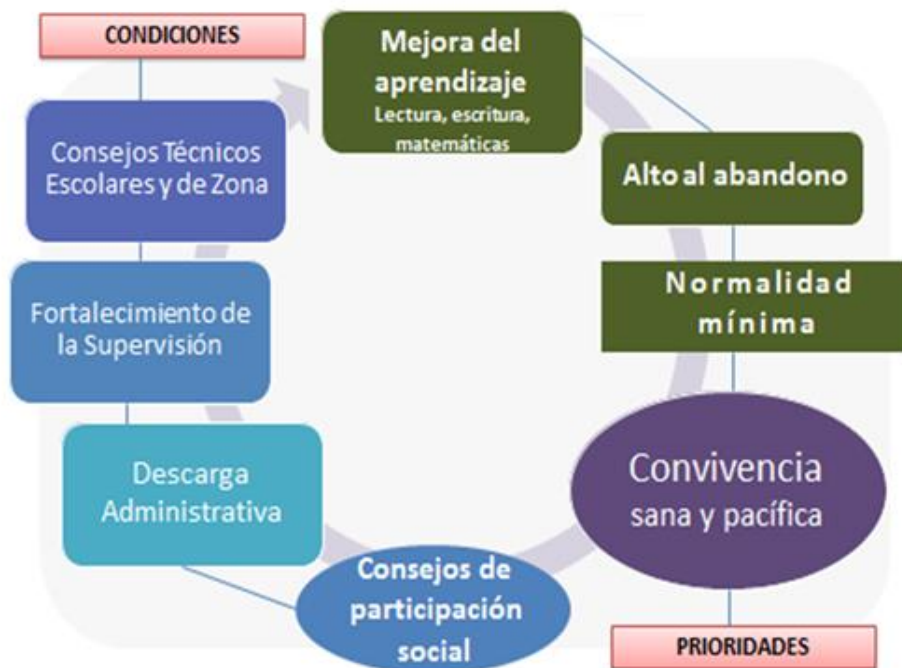 CONDICIONES
Mejora del
aprendizaje
Lectura, escritura,
matemáticas
Consejos Técnicos
Escolares y de Zona
Alto al abandono
Fortalecimiento de
la Supervisión
Normalidad
mínima
Descarga
Administrativa
Convivencia
sana y pacífica
Consejos de
participación
social
PRIORIDADES